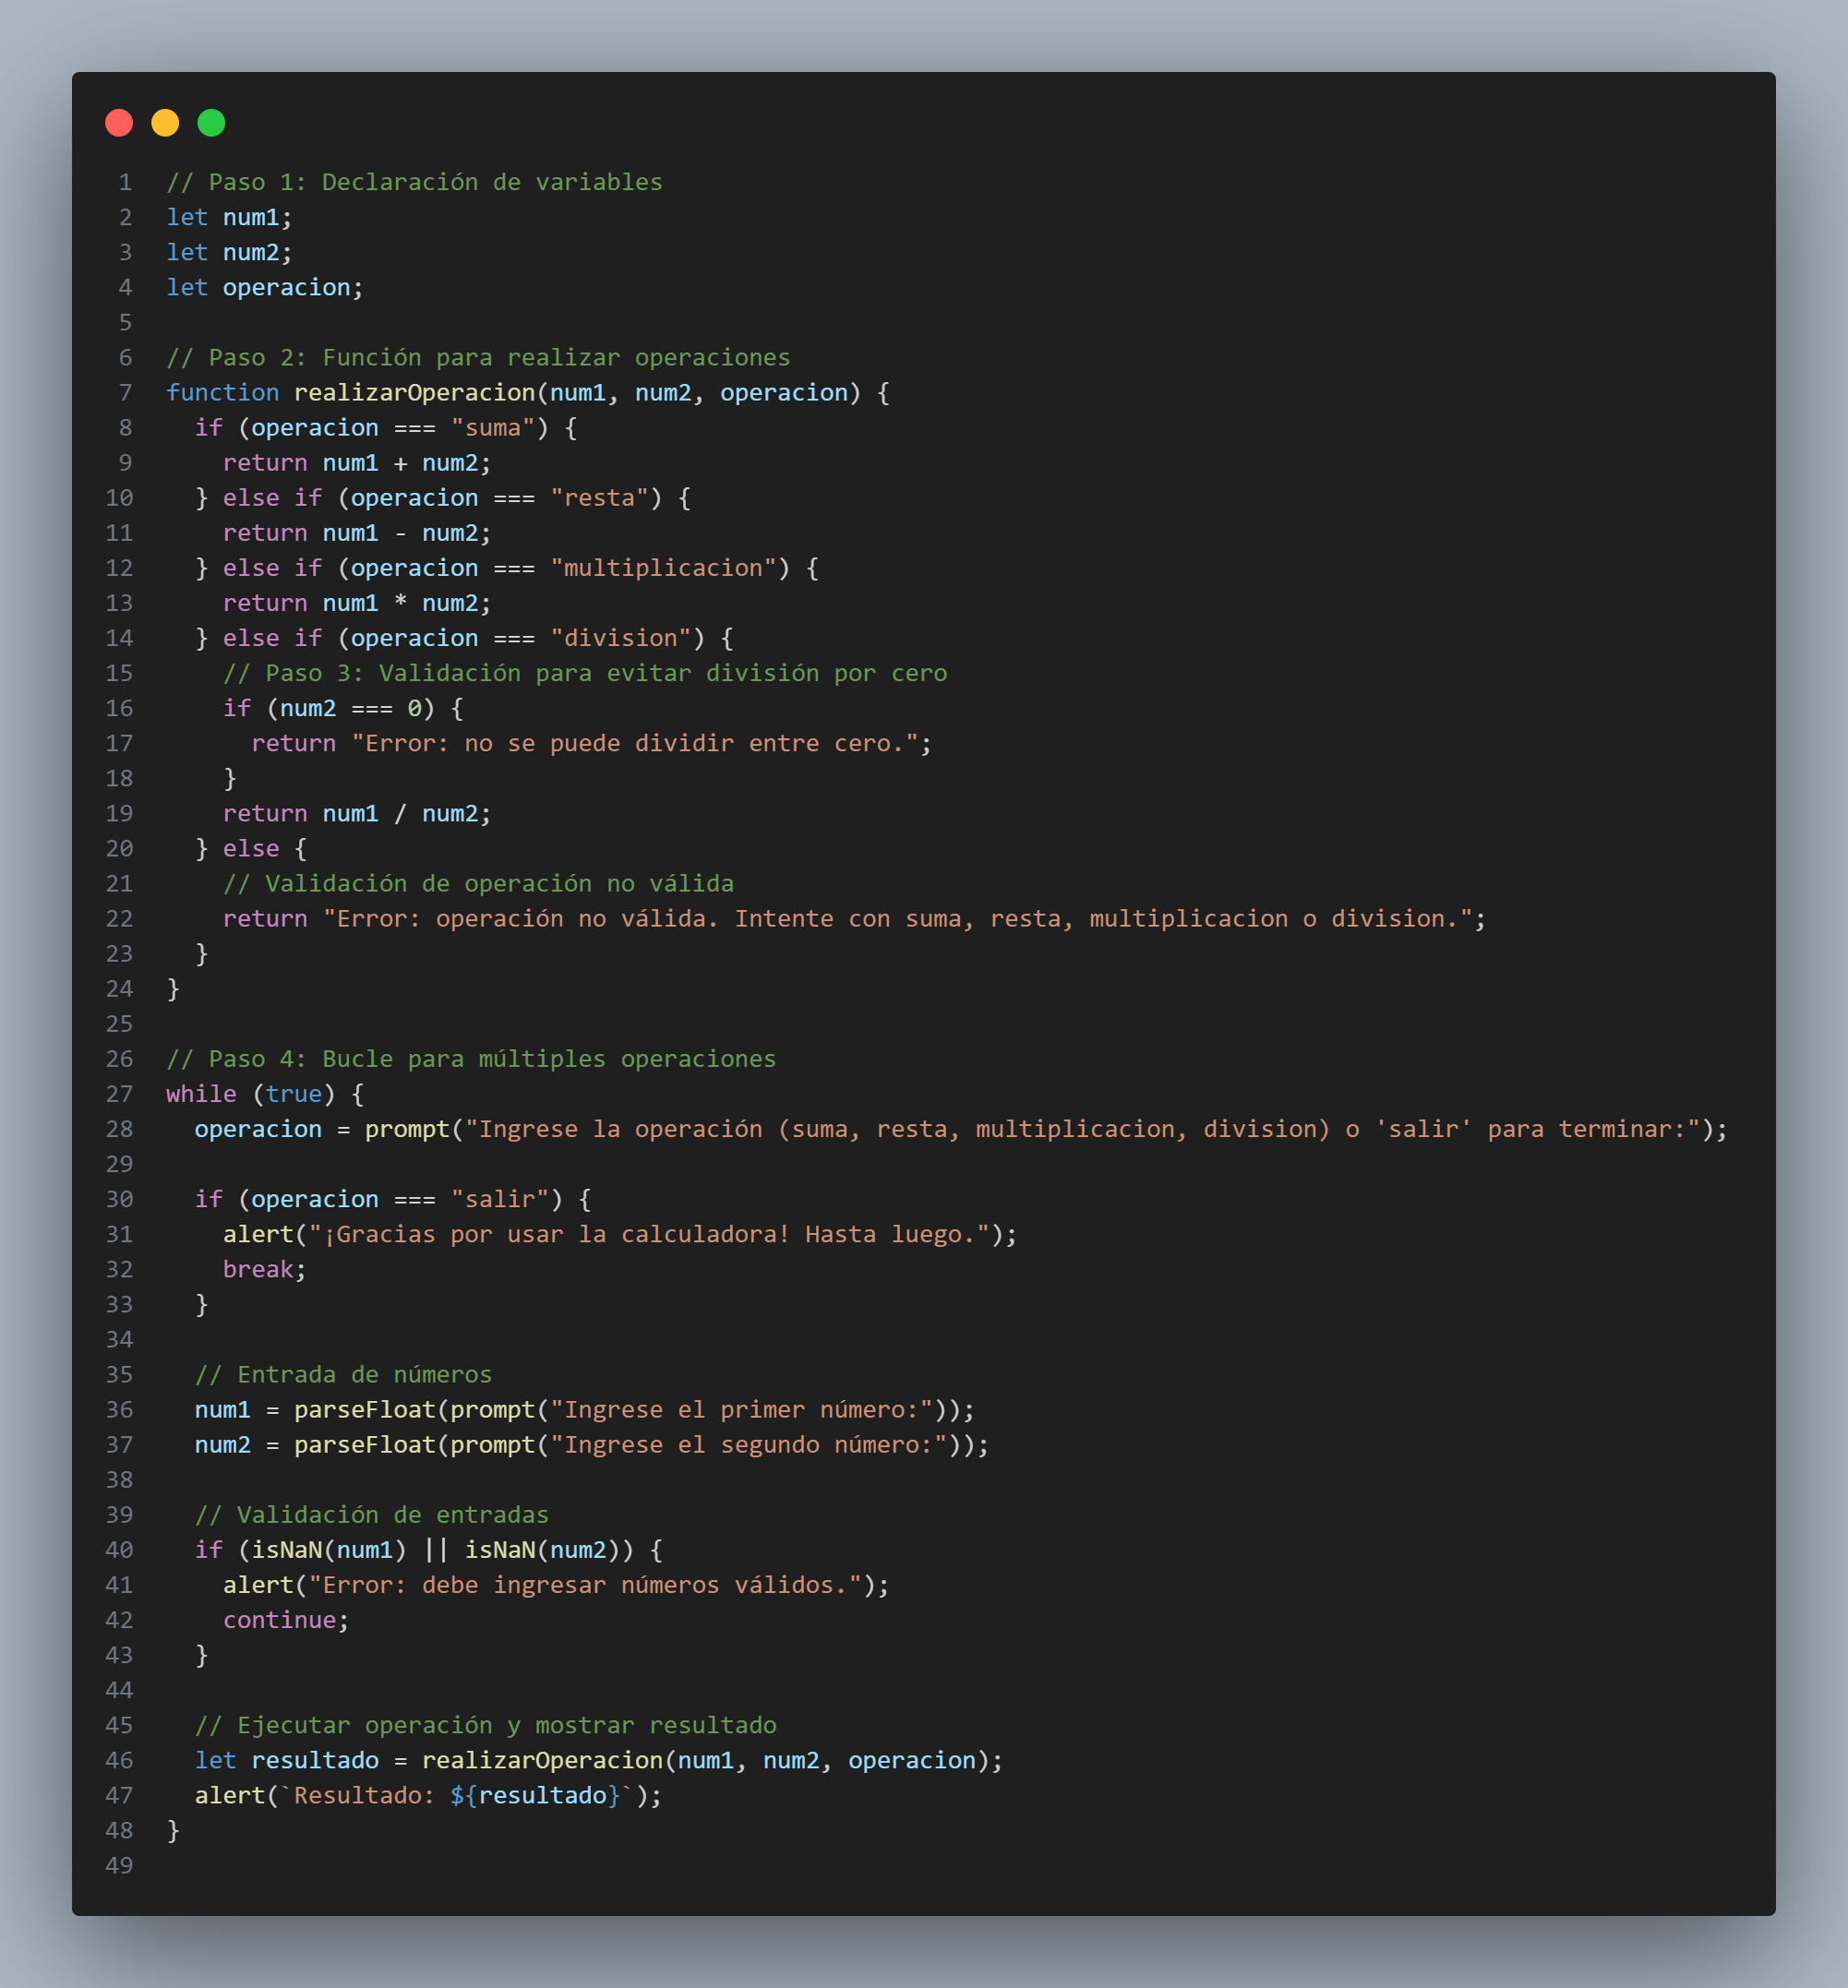 1 // Paso 1: Declaración de variables
2 let num1;
3 let num2;
4 let operacion;
5
6 // Paso 2: Función para realizar operaciones
7 function realizarOperacion(num1, num2, operacion) {
8   if (operacion === "suma") {
9     return num1 + num2;
10   } else if (operacion === "resta") {
11     return num1 - num2;
12   } else if (operacion === "multiplicacion") {
13     return num1 * num2;
14   } else if (operacion === "division") {
15     // Paso 3: Validación para evitar división por cero
16     if (num2 === 0) {
17       return "Error: no se puede dividir entre cero.";
18     }
19     return num1 / num2;
20   } else {
21     // Validación de operación no válida
22     return "Error: operación no válida. Intente con suma, resta, multiplicacion o division.";
23   }
24 }
25
26 // Paso 4: Bucle para múltiples operaciones
27 while (true) {
28   operacion = prompt("Ingrese la operación (suma, resta, multiplicacion, division) o 'salir' para terminar:");
29
30   if (operacion === "salir") {
31     alert("¡Gracias por usar la calculadora! Hasta luego.");
32     break;
33   }
34
35   // Entrada de números
36   num1 = parseFloat(prompt("Ingrese el primer número:"));
37   num2 = parseFloat(prompt("Ingrese el segundo número:"));
38
39   // Validación de entradas
40   if (isNaN(num1) || isNaN(num2)) {
41     alert("Error: debe ingresar números válidos.");
42     continue;
43   }
44
45   // Ejecutar operación y mostrar resultado
46   let resultado = realizarOperacion(num1, num2, operacion);
47   alert(`Resultado: ${resultado}`);
48 }
49